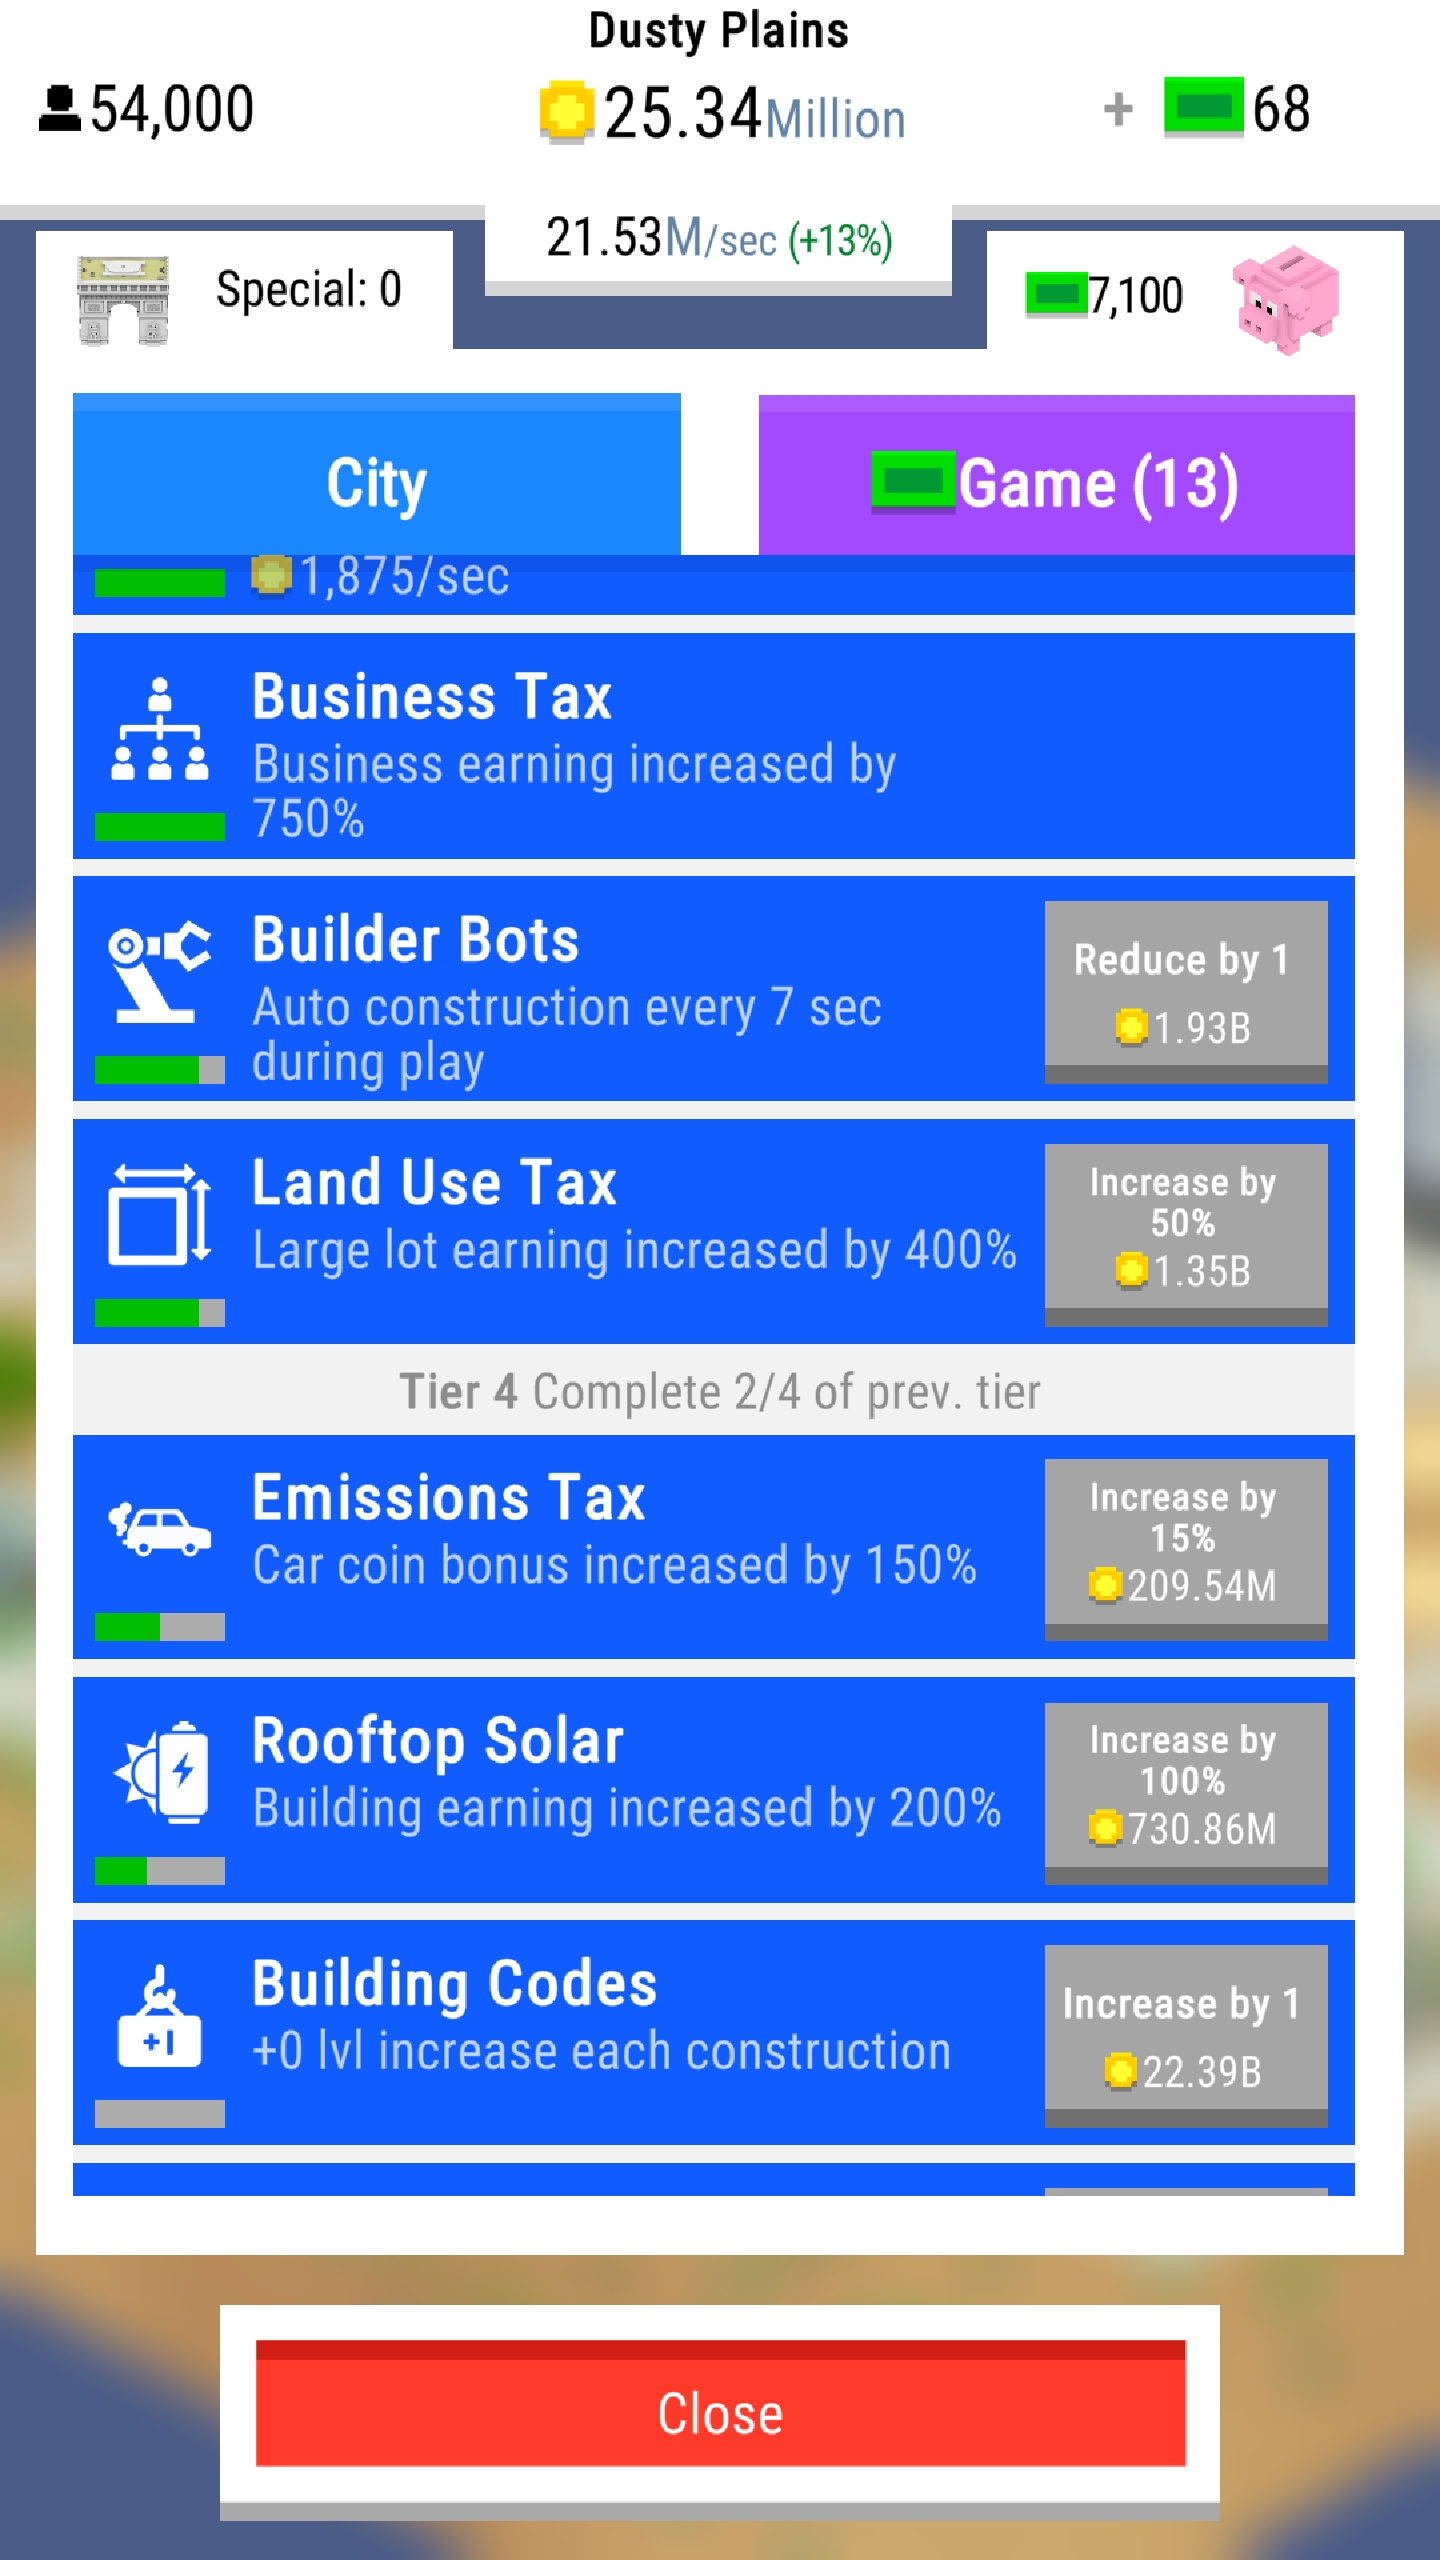 Dusty Plains
54,000
25.34Million
+ 68
21.53M/sec (+13%)
Special: 0
7,100
City
Game (13)
1,875/sec
Business Tax
Business earning increased by
750%
Builder Bots
Auto construction every 7 sec
during play
Reduce by 1
1.93B
Land Use Tax
Large lot earning increased by 400%
Increase by
50%
1.35B
Tier 4 Complete 2/4 of prev. tier
Emissions Tax
Car coin bonus increased by 150%
Increase by
15%
209.54M
Rooftop Solar
Building earning increased by 200%
Increase by
100%
730.86M
+1
Building Codes
+0 lvl increase each construction
Increase by 1
22.39B
Close